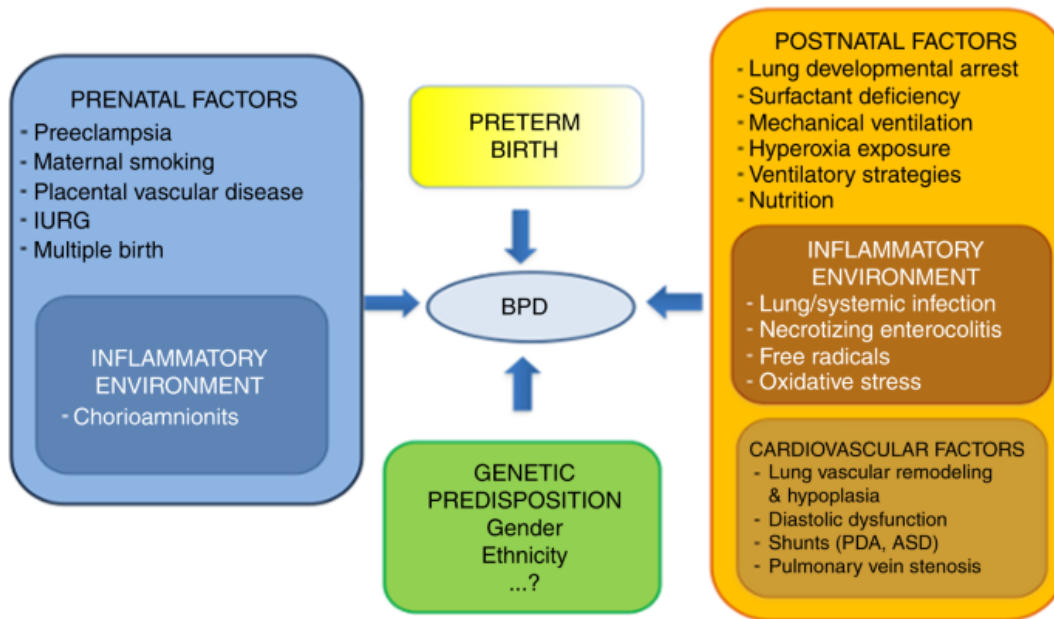 PRENATAL FACTORS
- Preeclampsia
- Maternal smoking
- Placental vascular disease
- IURG
- Multiple birth
INFLAMMATORY
ENVIRONMENT
- Chorioamnionits
PRETERM
BIRTH
BPD
GENETIC
PREDISPOSITION
Gender
Ethnicity
...?
POSTNATAL FACTORS
- Lung developmental arrest
- Surfactant deficiency
- Mechanical ventilation
- Hyperoxia exposure
- Ventilatory strategies
- Nutrition
INFLAMMATORY
ENVIRONMENT
- Lung/systemic infection
- Necrotizing enterocolitis
- Free radicals
- Oxidative stress
CARDIOVASCULAR FACTORS
- Lung vascular remodeling
& hypoplasia
- Diastolic dysfunction
- Shunts (PDA, ASD)
- Pulmonary vein stenosis